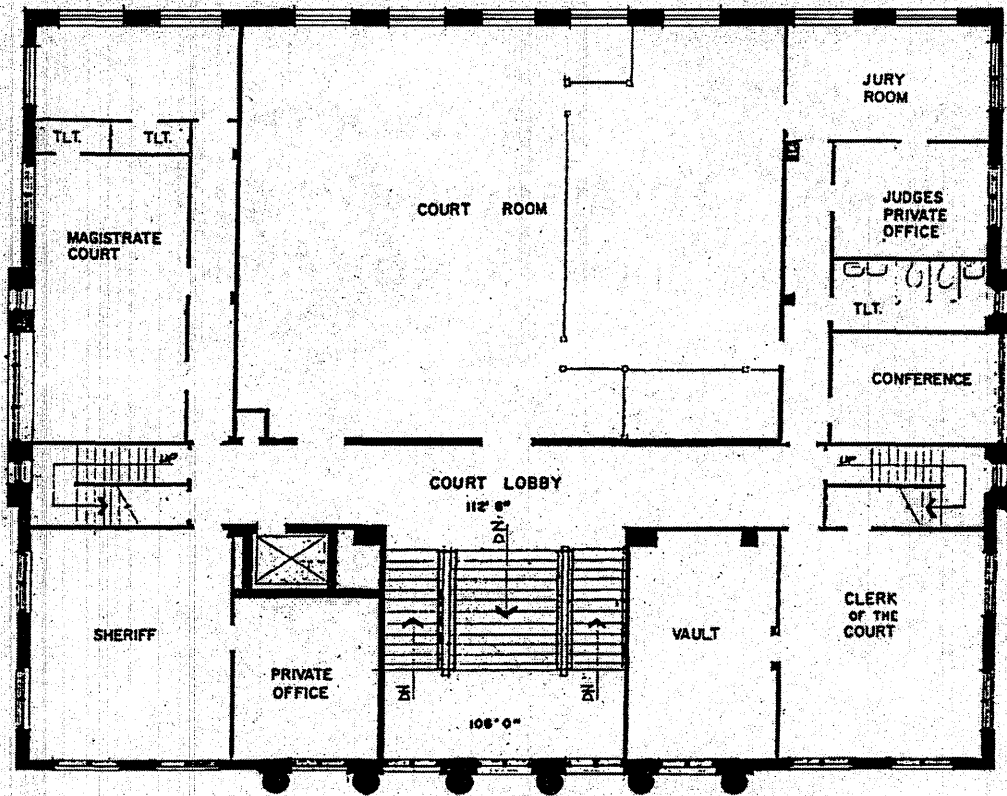 JURY
ROOM
TLT.
TLT.
COURT ROOM
JUDGES
PRIVATE
OFFICE
MAGISTRATE
COURT
TLT.
CONFERENCE
UP
UP
COURT LOBBY
112' 6"
DN.
CLERK
OF THE
COURT
SHERIFF
VAULT
PRIVATE
OFFICE
DN.
DN.
106' 0"